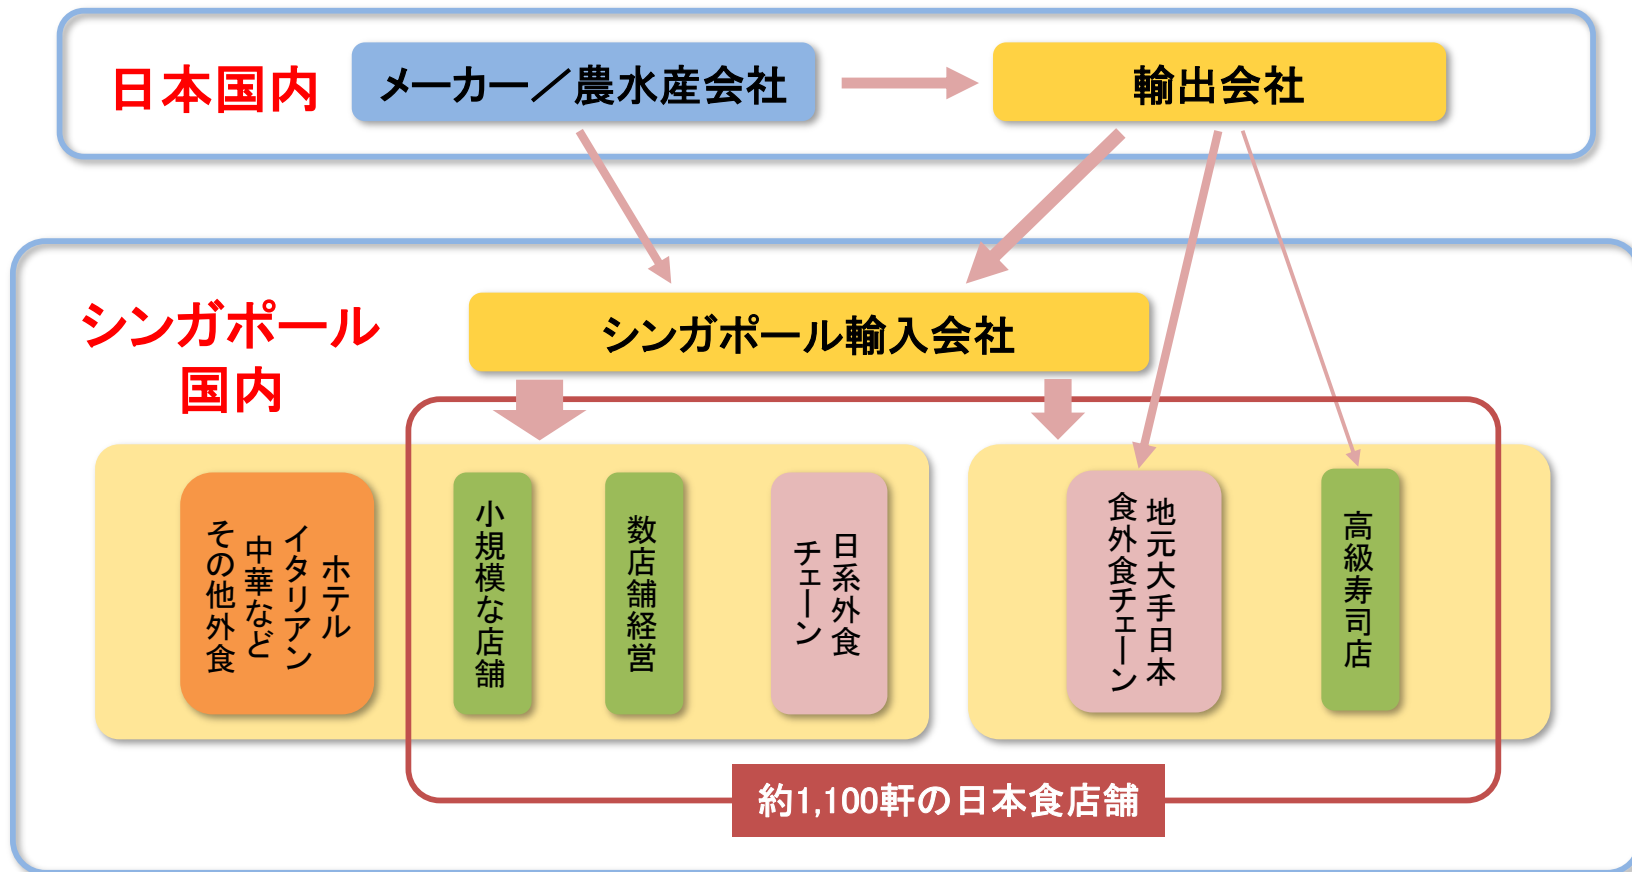 日本国内
メーカー／農水産会社
輸出会社
シンガポール
国内
シンガポール輸入会社
ホテル
イタリアン
中華など
その他外食
小規模な店舗
数店舗経営
日系外食
チェーン
地元大手日本
食外食チェーン
高級寿司店
約1,100軒の日本食店舗